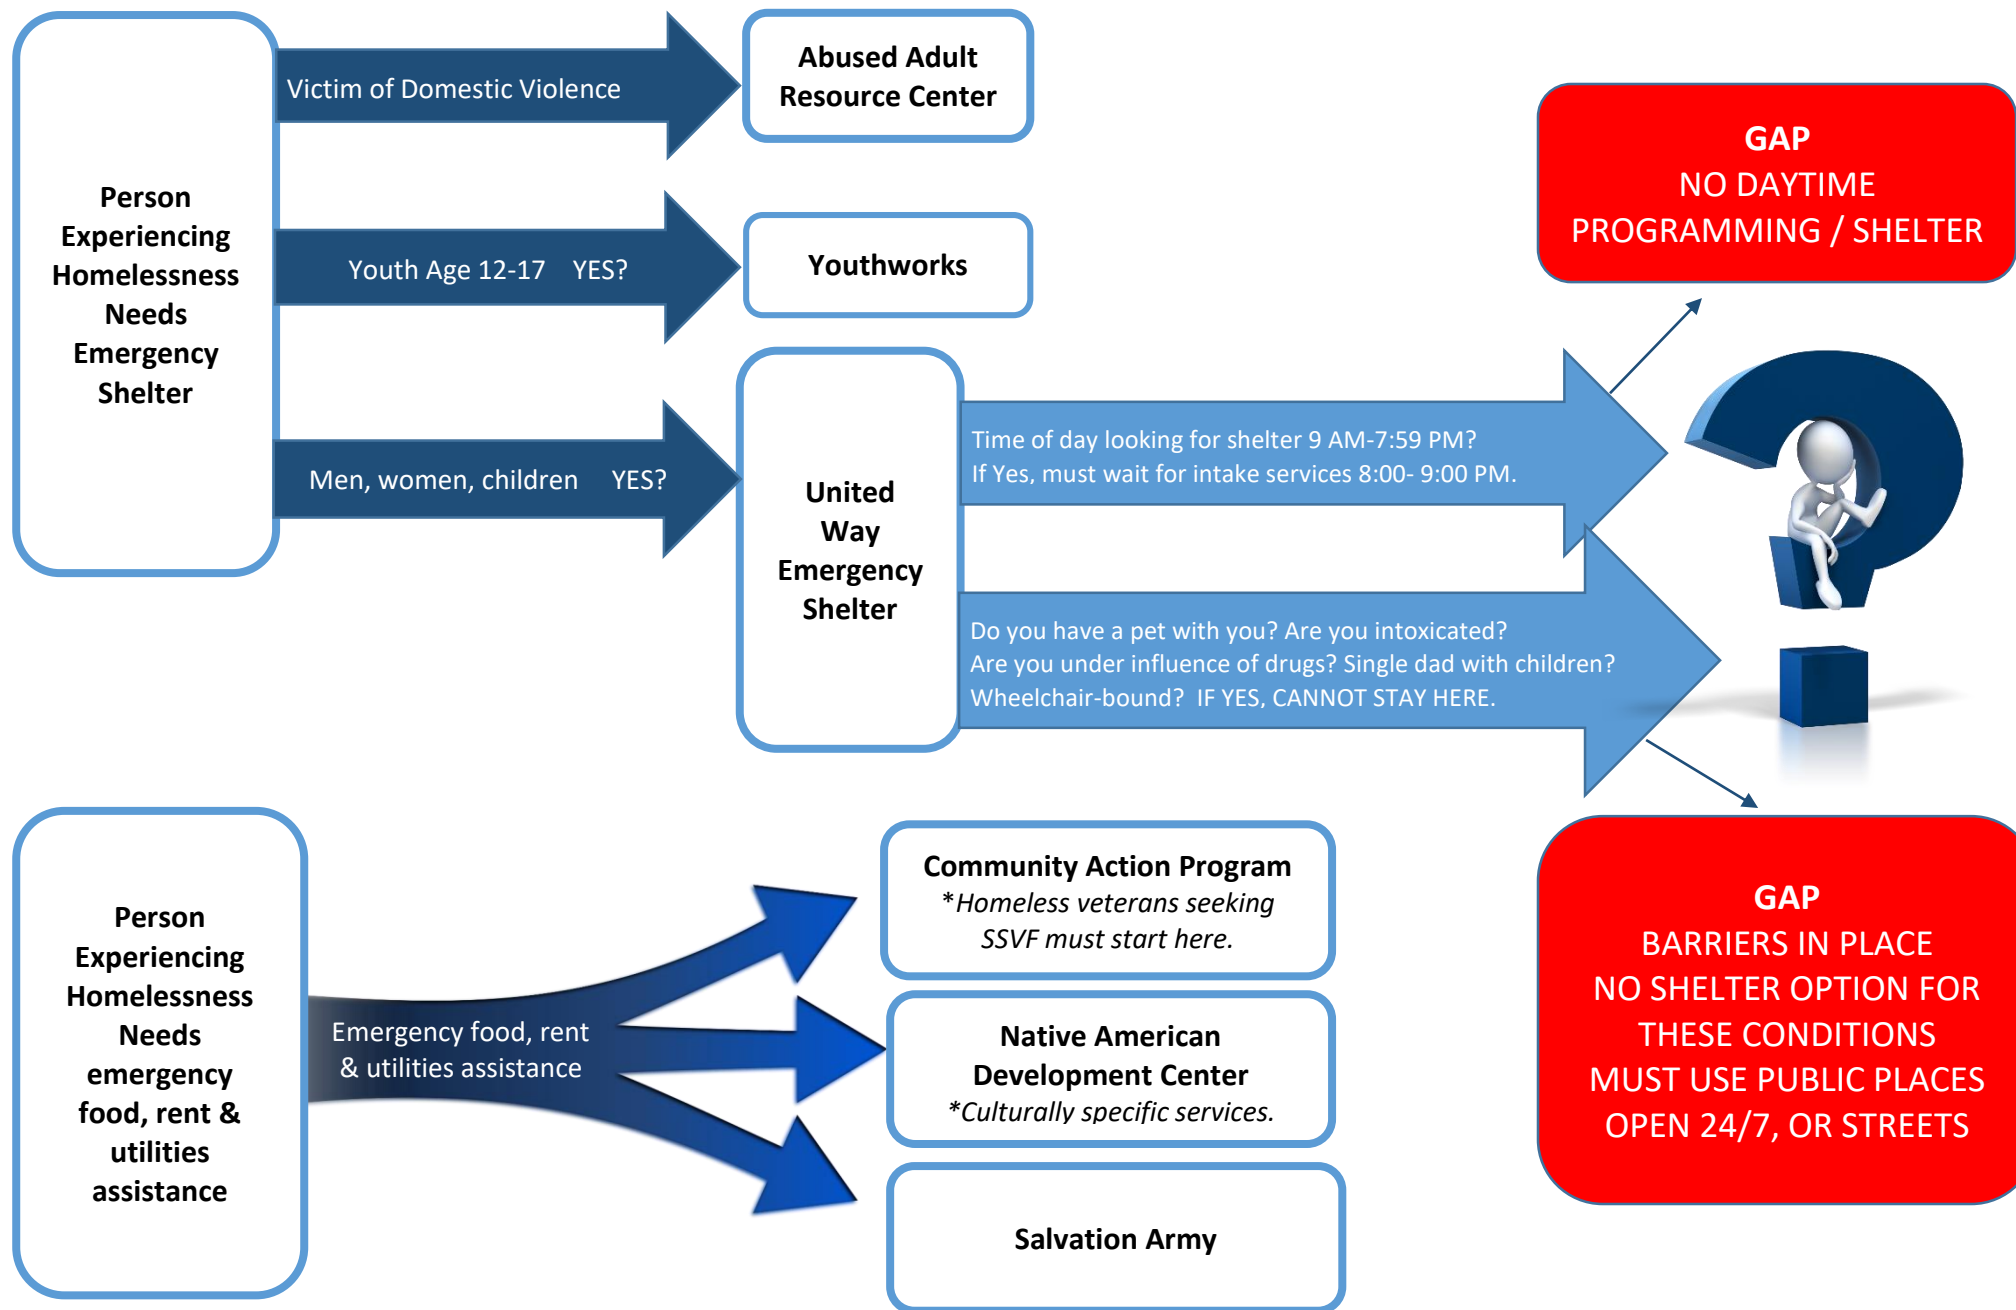 Person
Experiencing
Homelessness
Needs
Emergency
Shelter
Victim of Domestic Violence
Abused Adult
Resource Center
Youth Age 12-17 YES?
Youthworks
Men, women, children YES?
United
Way
Emergency
Shelter
Time of day looking for shelter 9 AM-7:59 PM?
If Yes, must wait for intake services 8:00- 9:00 PM.
GAP
NO DAYTIME
PROGRAMMING / SHELTER
Do you have a pet with you? Are you intoxicated?
Are you under influence of drugs? Single dad with children?
Wheelchair-bound? IF YES, CANNOT STAY HERE.
GAP
BARRIERS IN PLACE
NO SHELTER OPTION FOR
THESE CONDITIONS
MUST USE PUBLIC PLACES
OPEN 24/7, OR STREETS
Person
Experiencing
Homelessness
Needs
emergency
food, rent &
utilities
assistance
Emergency food, rent
& utilities assistance
Community Action Program
*Homeless veterans seeking
SSVF must start here.
Native American
Development Center
*Culturally specific services.
Salvation Army